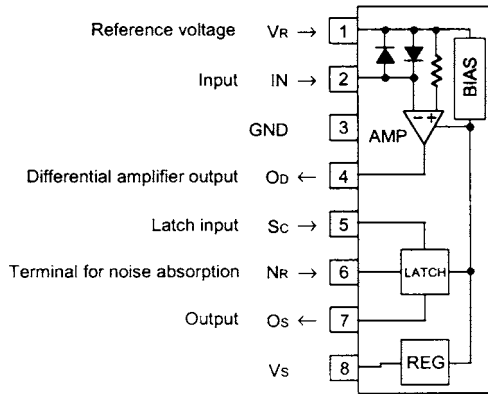 Reference voltage VR → 1
Input IN → 2
GND 3
Differential amplifier output OD ← 4
Latch input SC → 5
Terminal for noise absorption NR → 6
Output OS ← 7
VS 8
BIAS
− +
AMP
LATCH
REG